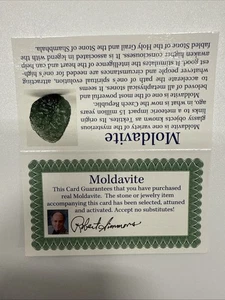 Moldavite
Moldavite is one variety of the mysterious
glassy objects known as Tektites. Its origin
links to a meteoric impact 15 million years
ago, in what is now the Czech Republic.
Moldavite is one of the most powerful and
beloved of all metaphysical stones. It seems
to accelerate the path of one's spiritual evolution, attracting
whatever people and circumstances are needed for one's high-
est good. It stimulates the Intelligence of the heart and can help
awaken higher consciousness. It is associated in legend with the
fabled Stone of the Holy Grail and the Stone of Shambhala.
Moldavite
This Card Guarantees that you have purchased
real Moldavite. The stone or jewelry item
accompanying this card has been selected, attuned
and activated. Accept no substitutes!
Robert Simmons